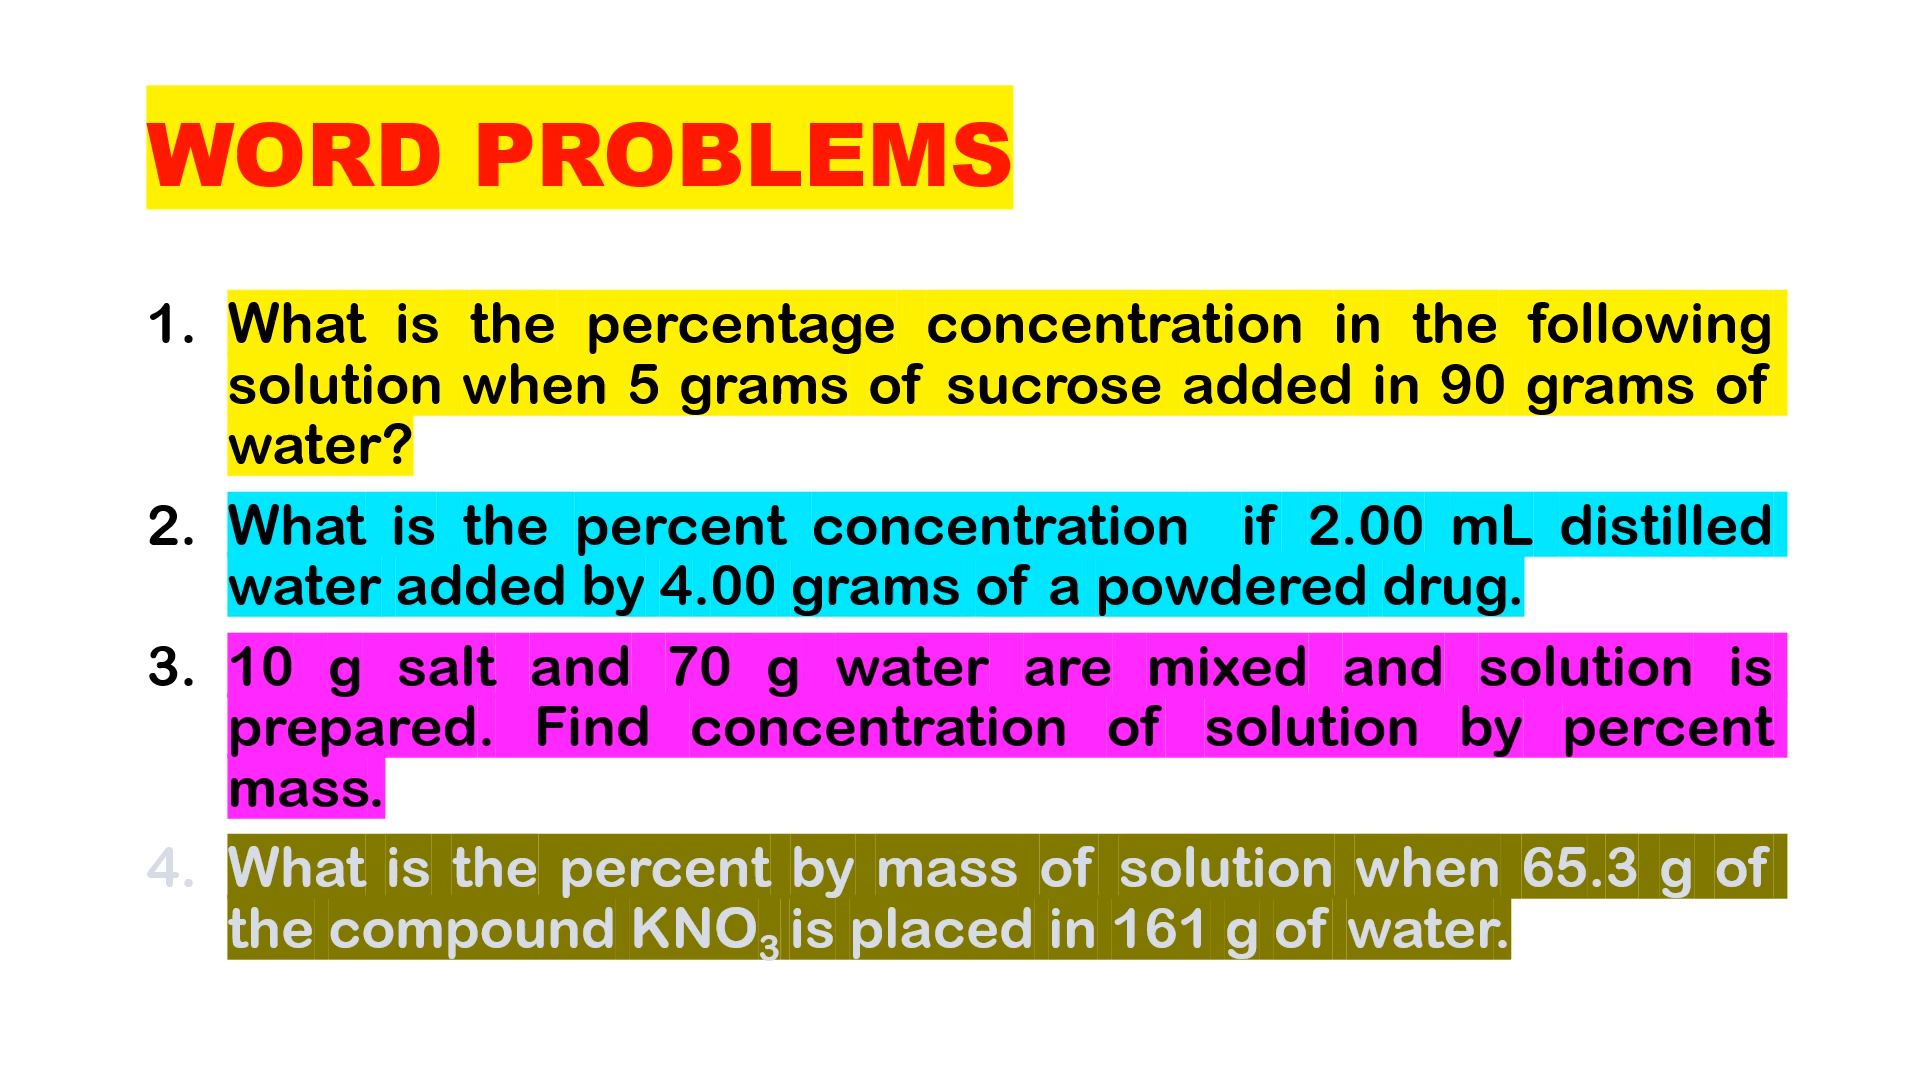 WORD PROBLEMS
1. What is the percentage concentration in the following
solution when 5 grams of sucrose added in 90 grams of
water?
2. What is the percent concentration if 2.00 mL distilled
water added by 4.00 grams of a powdered drug.
3. 10 g salt and 70 g water are mixed and solution is
prepared. Find concentration of solution by percent
mass.
4. What is the percent by mass of solution when 65.3 g of
the compound KNO₃ is placed in 161 g of water.